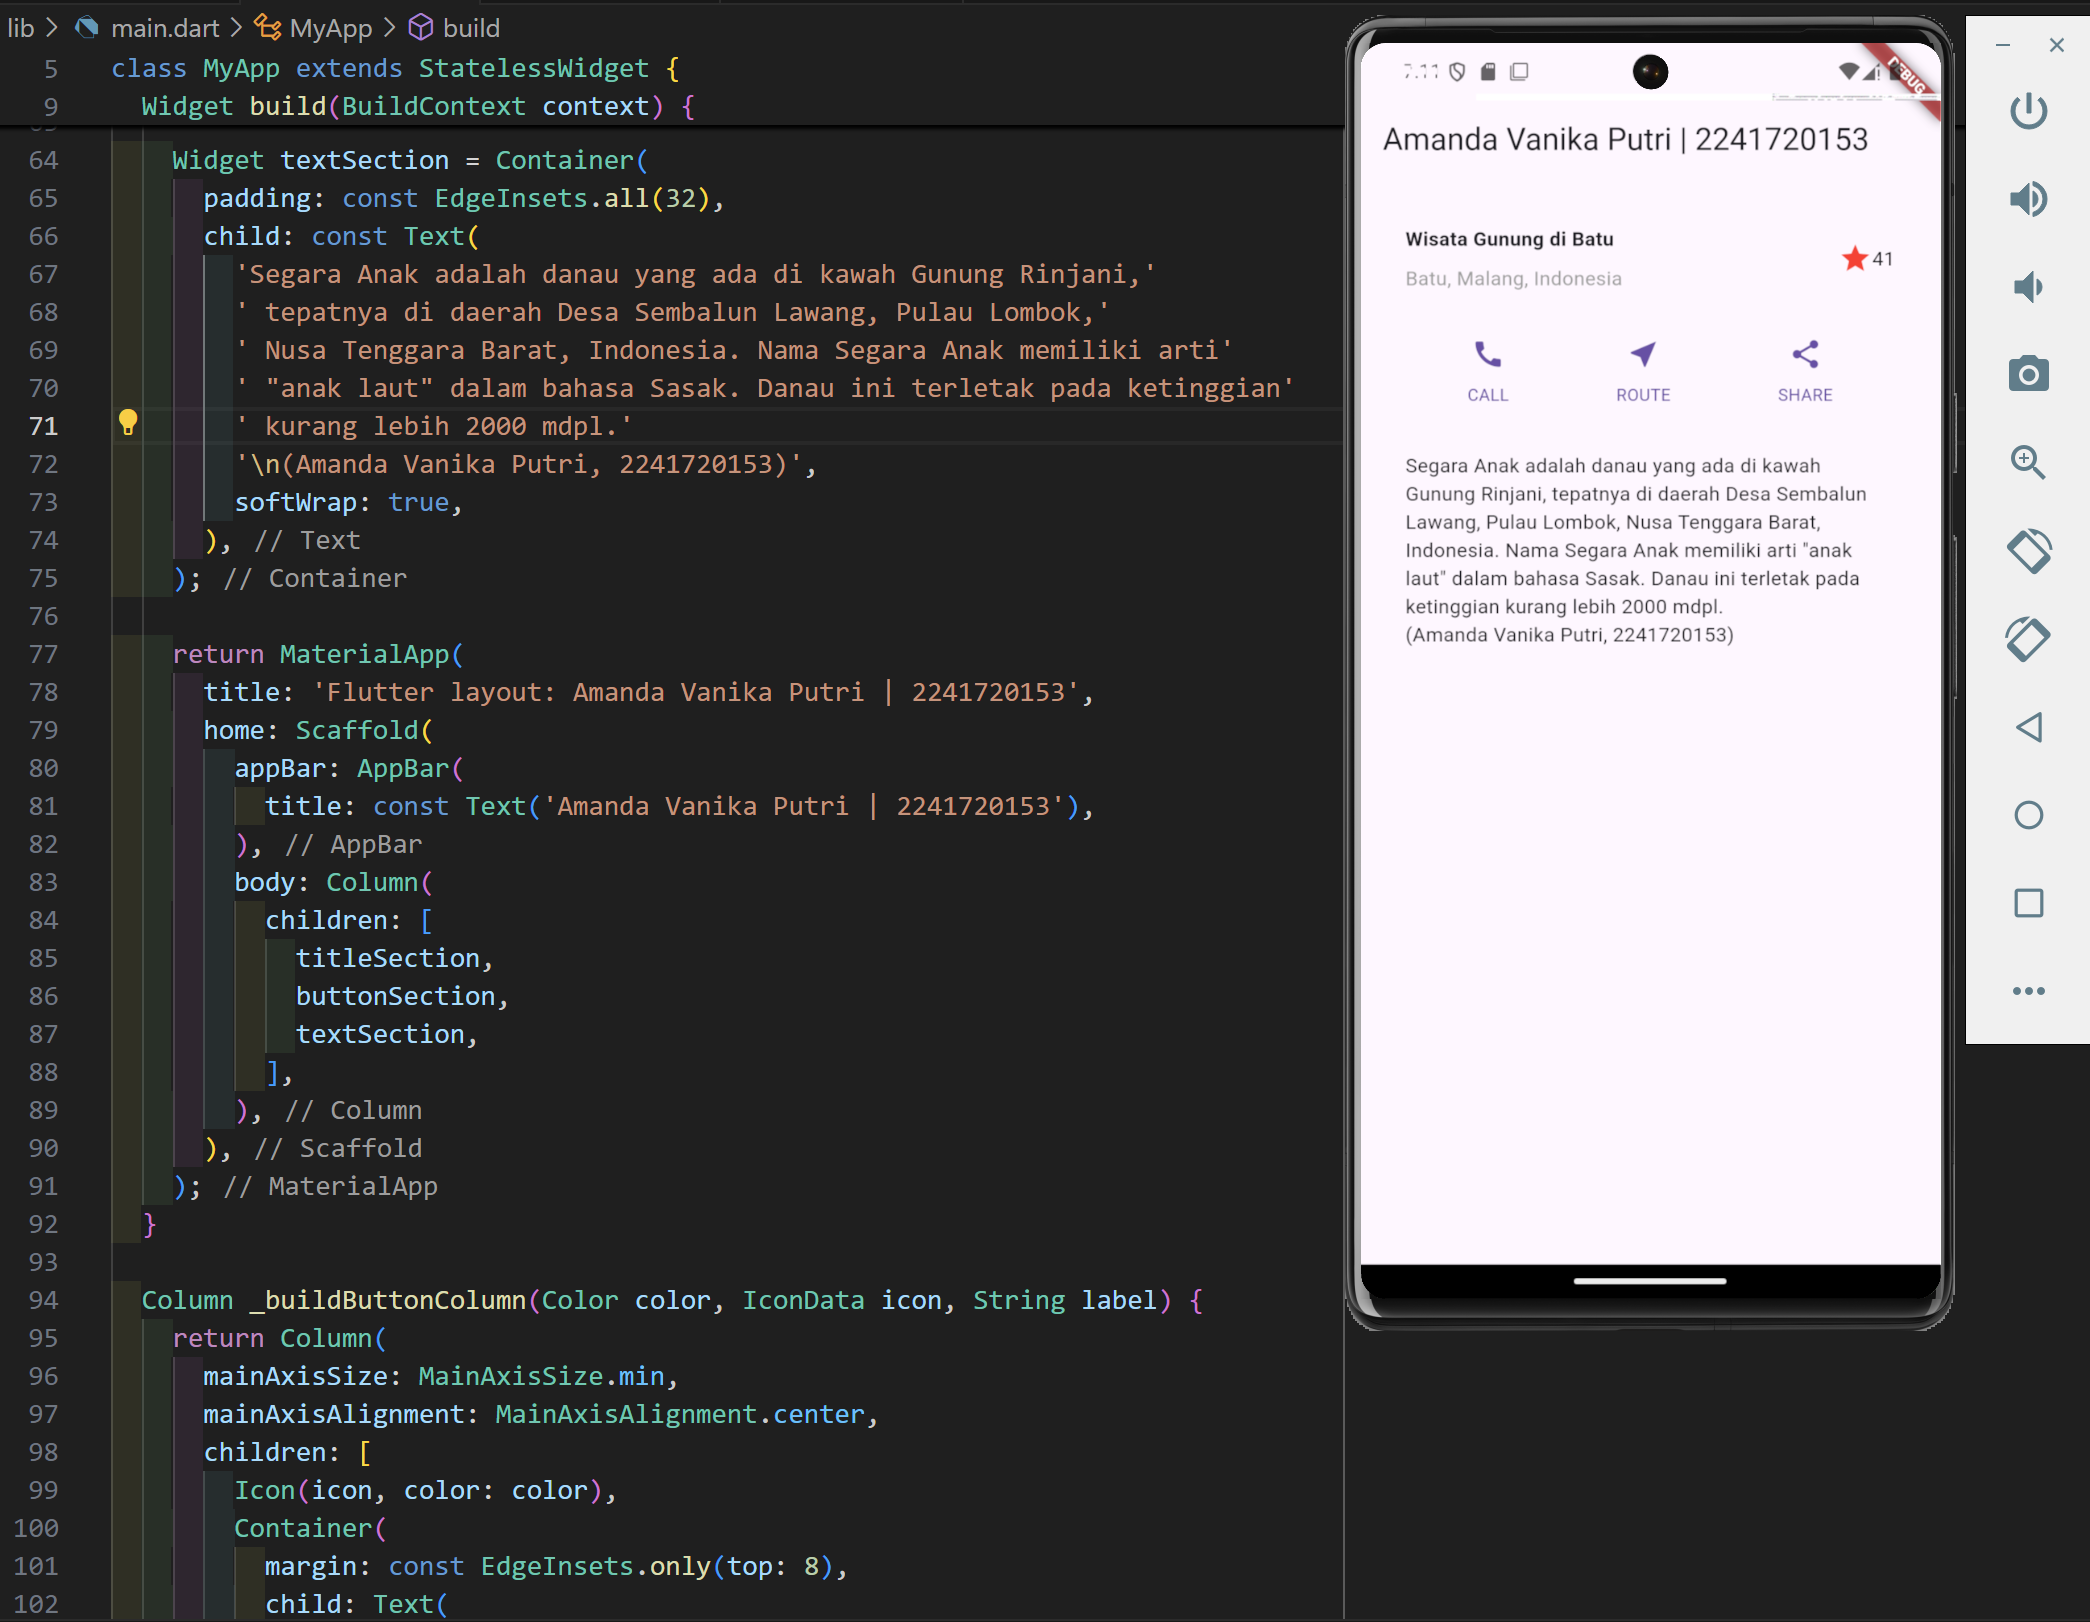 lib > main.dart > MyApp > build
5 class MyApp extends StatelessWidget {
9 Widget build(BuildContext context) {
64 Widget textSection = Container(
65 padding: const EdgeInsets.all(32),
66 child: const Text(
67 'Segara Anak adalah danau yang ada di kawah Gunung Rinjani,'
68 ' tepatnya di daerah Desa Sembalun Lawang, Pulau Lombok,'
69 ' Nusa Tenggara Barat, Indonesia. Nama Segara Anak memiliki arti'
70 ' "anak laut" dalam bahasa Sasak. Danau ini terletak pada ketinggian'
71 ' kurang lebih 2000 mdpl.'
72 '\n(Amanda Vanika Putri, 2241720153)',
73 softWrap: true,
74 ), // Text
75 ); // Container
76
77 return MaterialApp(
78 title: 'Flutter layout: Amanda Vanika Putri | 2241720153',
79 home: Scaffold(
80 appBar: AppBar(
81 title: const Text('Amanda Vanika Putri | 2241720153'),
82 ), // AppBar
83 body: Column(
84 children: [
85 titleSection,
86 buttonSection,
87 textSection,
88 ],
89 ), // Column
90 ), // Scaffold
91 ); // MaterialApp
92 }
93
94 Column _buildButtonColumn(Color color, IconData icon, String label) {
95 return Column(
96 mainAxisSize: MainAxisSize.min,
97 mainAxisAlignment: MainAxisAlignment.center,
98 children: [
99 Icon(icon, color: color),
100 Container(
101 margin: const EdgeInsets.only(top: 8),
102 child: Text(
7:11
DEBUG
Amanda Vanika Putri | 2241720153
Wisata Gunung di Batu
41
Batu, Malang, Indonesia
CALL
ROUTE
SHARE
Segara Anak adalah danau yang ada di kawah
Gunung Rinjani, tepatnya di daerah Desa Sembalun
Lawang, Pulau Lombok, Nusa Tenggara Barat,
Indonesia. Nama Segara Anak memiliki arti "anak
laut" dalam bahasa Sasak. Danau ini terletak pada
ketinggian kurang lebih 2000 mdpl.
(Amanda Vanika Putri, 2241720153)